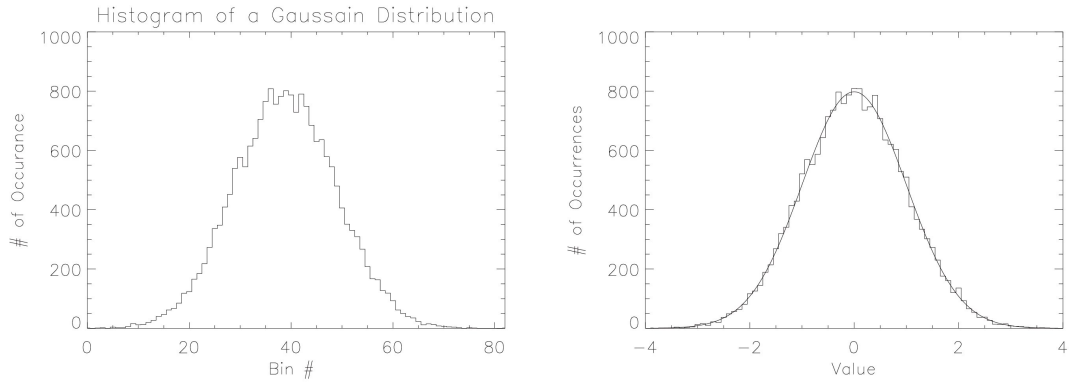 Histogram of a Gaussain Distribution
# of Occurance
1000
800
600
400
200
0
0 20 40 60 80
Bin #
# of Occurrences
1000
800
600
400
200
0
−4 −2 0 2 4
Value